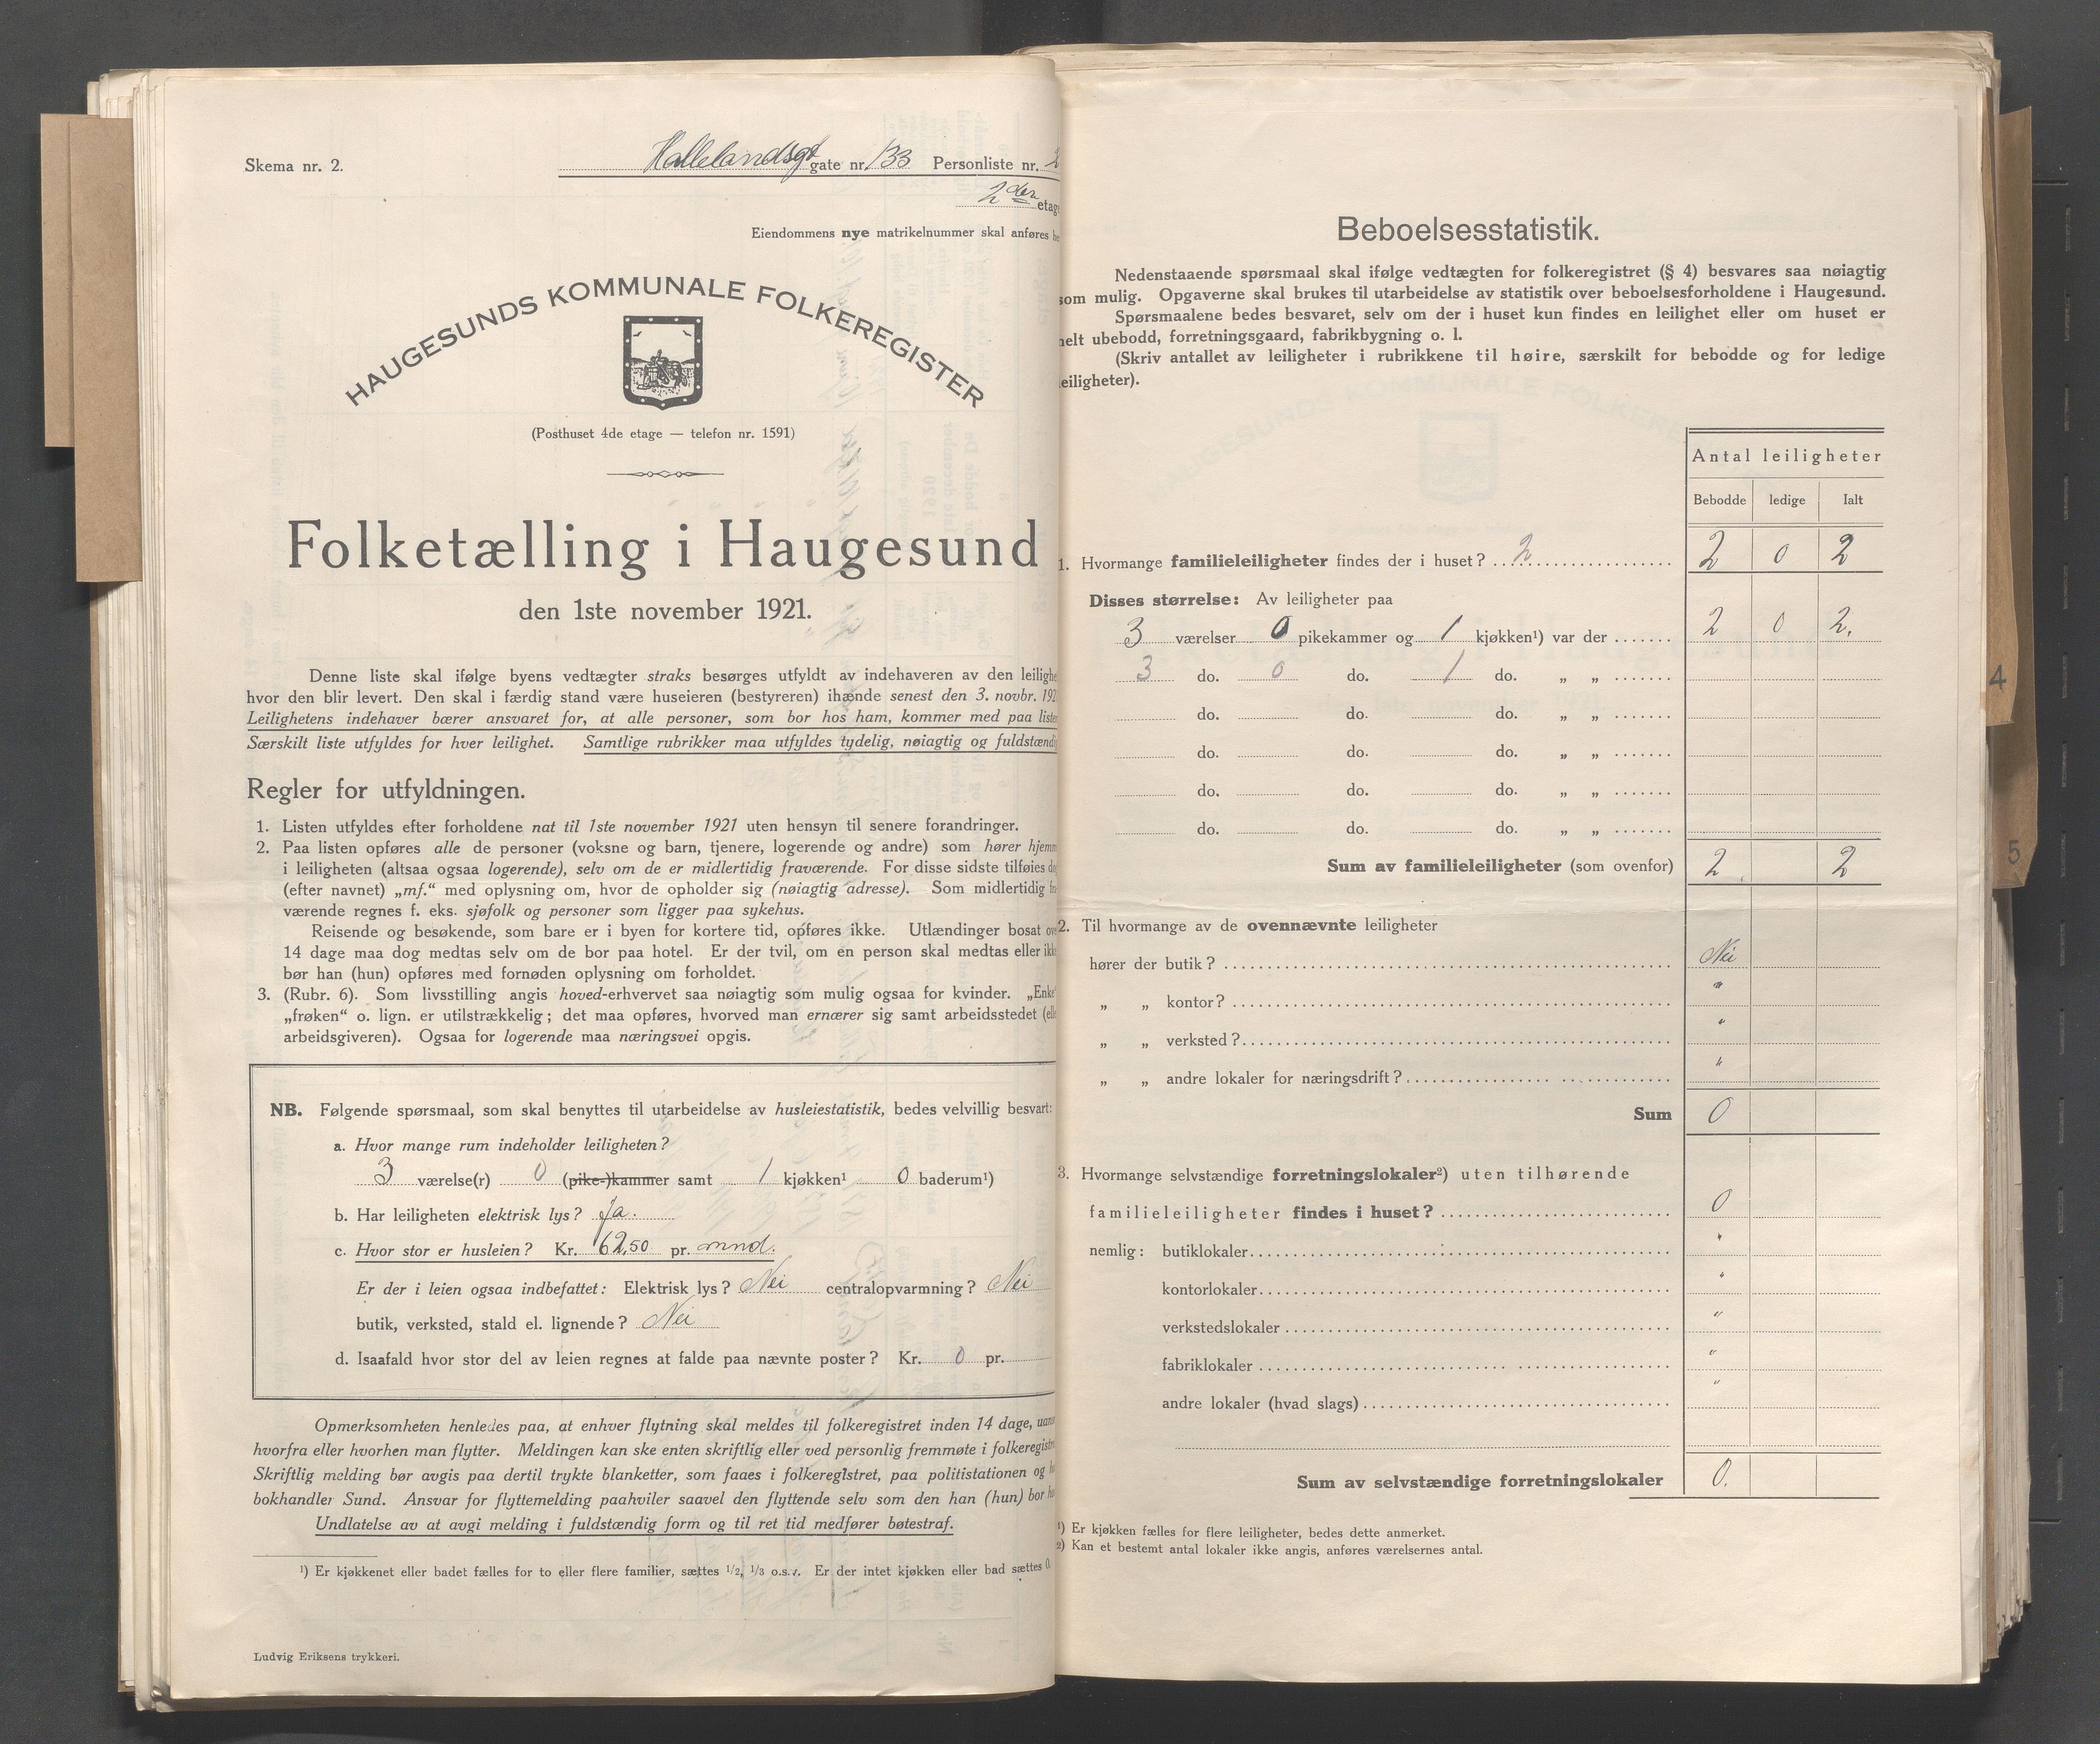 Skema nr. 2. Hallelandsgt gate nr. 133 Personliste nr. 2
2den etage
Eiendommens nye matrikelnummer skal anføres
HAUGESUNDS KOMMUNALE FOLKEREGISTER
(Posthuset 4de etage — telefon nr. 1591)
Folketælling i Haugesund
den 1ste november 1921.
Denne liste skal ifølge byens vedtægter straks besørges utfyldt av indehaveren av den leilighe
hvor den blir levert. Den skal i færdig stand være huseieren (bestyreren) ihænde senest den 3. novbr. 192
Leilighetens indehaver bærer ansvaret for, at alle personer, som bor hos ham, kommer med paa liste
Særskilt liste utfyldes for hver leilighet. Samtlige rubrikker maa utfyldes tydelig, nøiagtig og fuldstændi
Regler for utfyldningen.
1. Listen utfyldes efter forholdene nat til 1ste november 1921 uten hensyn til senere forandringer.
2. Paa listen opføres alle de personer (voksne og barn, tjenere, logerende og andre) som hører hjemm
i leiligheten (altsaa ogsaa logerende), selv om de er midlertidig fraværende. For disse sidste tilføies
(efter navnet) „mf.“ med oplysning om, hvor de opholder sig (nøiagtig adresse). Som midlertidig
værende regnes f. eks. sjøfolk og personer som ligger paa sykehus.
Reisende og besøkende, som bare er i byen for kortere tid, opføres ikke. Utlændinger bosat ov
14 dage maa dog medtas selv om de bor paa hotel. Er der tvil, om en person skal medtas eller ikk
bør han (hun) opføres med fornøden oplysning om forholdet.
3. (Rubr. 6). Som livsstilling angis hoved-erhvervet saa nøiagtig som mulig ogsaa for kvinder. „Enke“
„frøken“ o. lign. er utilstrækkelig; det maa opføres, hvorved man ernærer sig samt arbeidsstedet (ell
arbeidsgiveren). Ogsaa for logerende maa næringsvei opgis.
NB. Følgende spørsmaal, som skal benyttes til utarbeidelse av husleiestatistik, bedes velvillig besvart:
a. Hvor mange rum indeholder leiligheten?
3 værelse(r) 0 (pike-)kammer samt 1 kjøkken¹ 0 baderum¹)
b. Har leiligheten elektrisk lys? Ja.
c. Hvor stor er husleien? Kr. 62,50 pr. mnd.
Er der i leien ogsaa indbefattet: Elektrisk lys? Nei centralopvarmning? Nei
butik, verksted, stald el. lignende? Nei
d. Isaafald hvor stor del av leien regnes at falde paa nævnte poster? Kr. 0 pr.
Opmerksomheten henledes paa, at enhver flytning skal meldes til folkeregistret inden 14 dage, uans
hvorfra eller hvorhen man flytter. Meldingen kan ske enten skriftlig eller ved personlig fremmøte i folkeregistre
Skriftlig melding bør avgis paa dertil trykte blanketter, som faaes i folkeregistret, paa politistationen og
bokhandler Sund. Ansvar for flyttemelding paahviler saavel den flyttende selv som den han (hun) bor
Undlatelse av at avgi melding i fuldstændig form og til ret tid medfører bøtestraf.
¹) Er kjøkkenet eller badet fælles for to eller flere familier, sættes 1/2, 1/3 o.s.v. Er der intet kjøkken eller bad sættes 0.
Ludvig Eriksens trykkeri.
Beboelsesstatistik.
Nedenstaaende spørsmaal skal ifølge vedtægten for folkeregistret (§ 4) besvares saa nøiagtig
som mulig. Opgaverne skal brukes til utarbeidelse av statistik over beboelsesforholdene i Haugesund.
Spørsmaalene bedes besvaret, selv om der i huset kun findes en leilighet eller om huset er
helt ubebodd, forretningsgaard, fabrikbygning o. l.
(Skriv antallet av leiligheter i rubrikkene til høire, særskilt for bebodde og for ledige
leiligheter).
Antal leiligheter
Bebodde ledige Ialt
1. Hvormange familieleiligheter findes der i huset? 2 2 0 2
Disses størrelse: Av leiligheter paa
3 værelser 0 pikekammer og 1 kjøkken¹) var der 2 0 2.
3 do. 0 do. 1 do. „ „
do. do. do. „ „
do. do. do. „ „
do. do. do. „ „
do. do. do. „ „
Sum av familieleiligheter (som ovenfor) 2 2
2. Til hvormange av de ovennævnte leiligheter
hører der butik? Nei
„ „ kontor? "
„ „ verksted? "
„ „ andre lokaler for næringsdrift? "
Sum 0
3. Hvormange selvstændige forretningslokaler²) uten tilhørende
familieleiligheter findes i huset? 0
nemlig: butiklokaler "
kontorlokaler "
verkstedslokaler "
fabriklokaler "
andre lokaler (hvad slags) "
Sum av selvstændige forretningslokaler 0.
¹) Er kjøkken fælles for flere leiligheter, bedes dette anmerket.
²) Kan et bestemt antal lokaler ikke angis, anføres værelsernes antal.
4
5